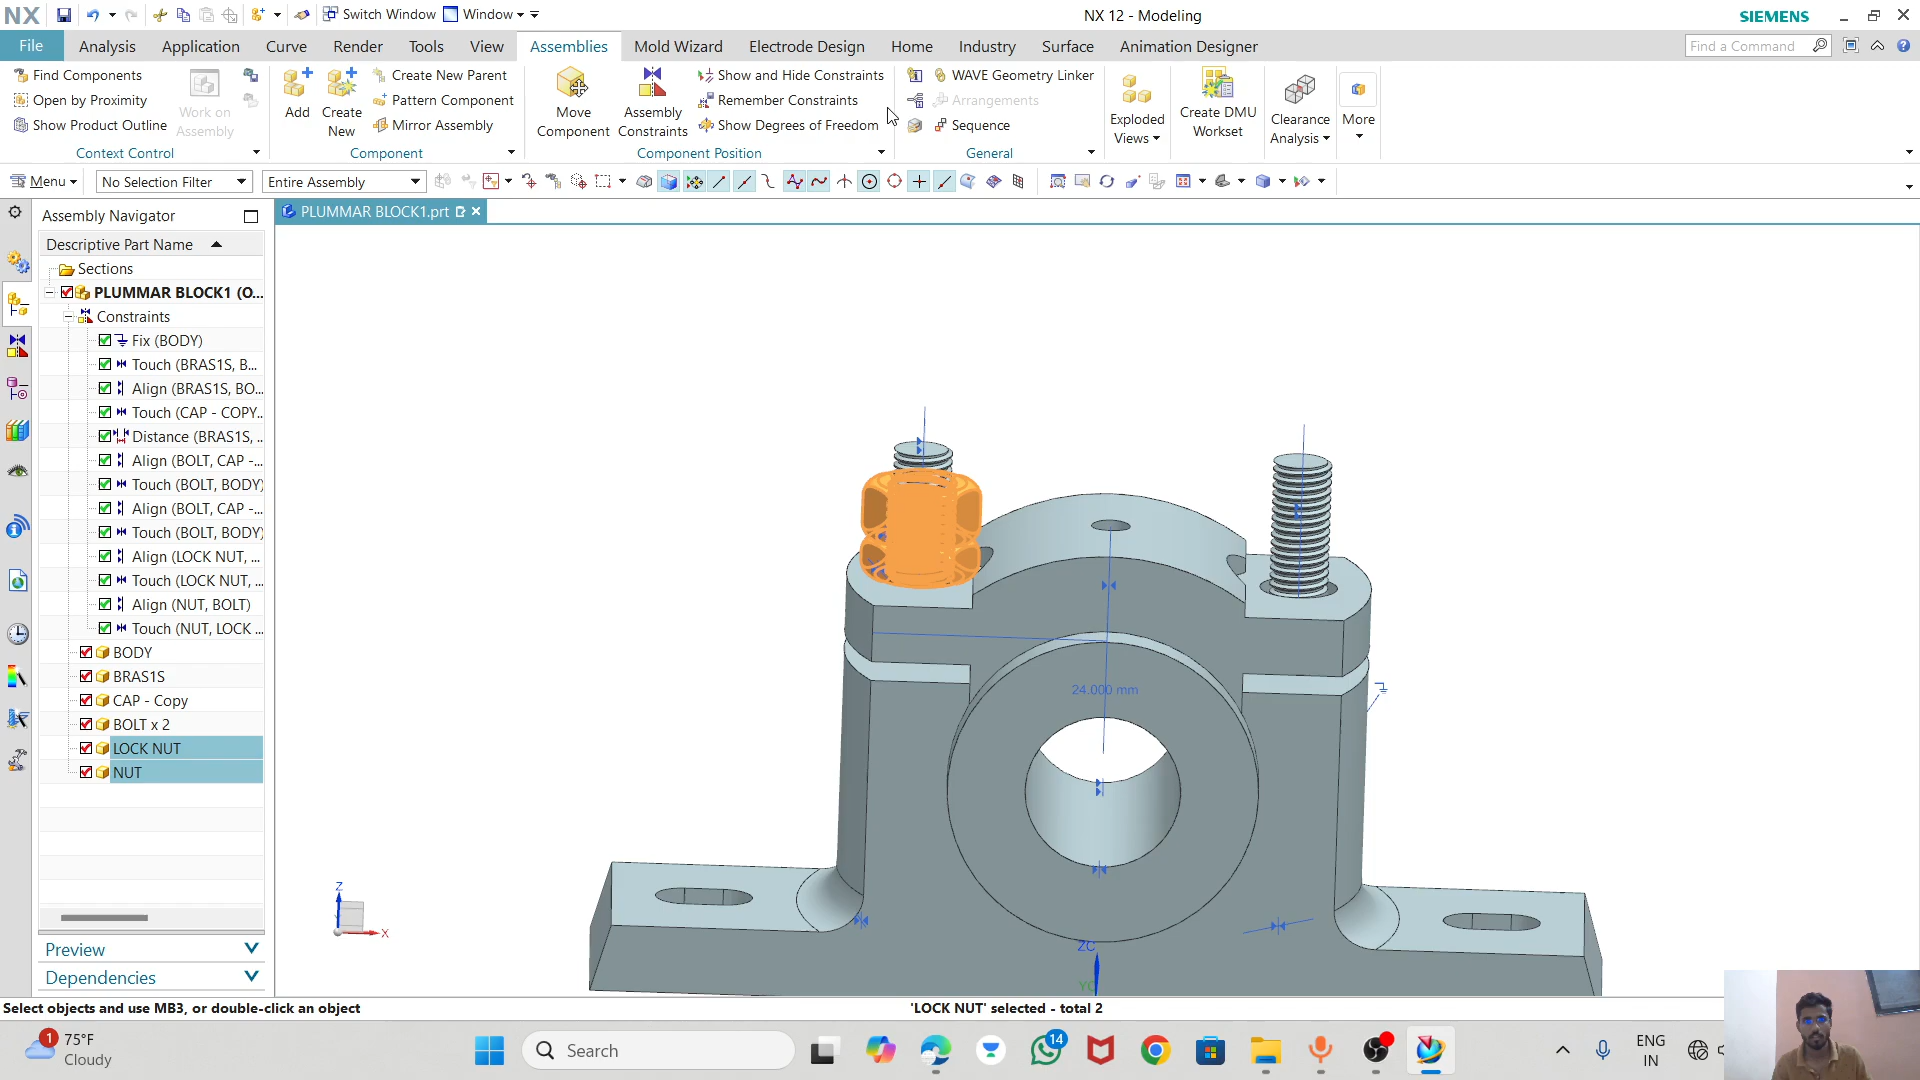 NX
Switch Window
Window
NX 12 - Modeling
SIEMENS
File
Analysis
Application
Curve
Render
Tools
View
Assemblies
Mold Wizard
Electrode Design
Home
Industry
Surface
Animation Designer
Find a Command
Find Components
Open by Proximity
Show Product Outline
Work on Assembly
Context Control
Add
Create New
Create New Parent
Pattern Component
Mirror Assembly
Component
Move Component
Assembly Constraints
Show and Hide Constraints
Remember Constraints
Show Degrees of Freedom
Component Position
WAVE Geometry Linker
Arrangements
Sequence
General
Exploded Views
Create DMU Workset
Clearance Analysis
More
Menu
No Selection Filter
Entire Assembly
Assembly Navigator
PLUMMAR BLOCK1.prt
Descriptive Part Name
Sections
PLUMMAR BLOCK1 (O...
Constraints
Fix (BODY)
Touch (BRAS1S, B...
Align (BRAS1S, BO...
Touch (CAP - COPY...
Distance (BRAS1S, ..
Align (BOLT, CAP -...
Touch (BOLT, BODY)
Align (BOLT, CAP -...
Touch (BOLT, BODY)
Align (LOCK NUT, ...
Touch (LOCK NUT, ...
Align (NUT, BOLT)
Touch (NUT, LOCK ...
BODY
BRAS1S
CAP - Copy
BOLT x 2
LOCK NUT
NUT
Preview
Dependencies
24.000 mm
Z
X
ZC
YC
Select objects and use MB3, or double-click an object
'LOCK NUT' selected - total 2
1
75°F
Cloudy
Search
14
ENG
IN